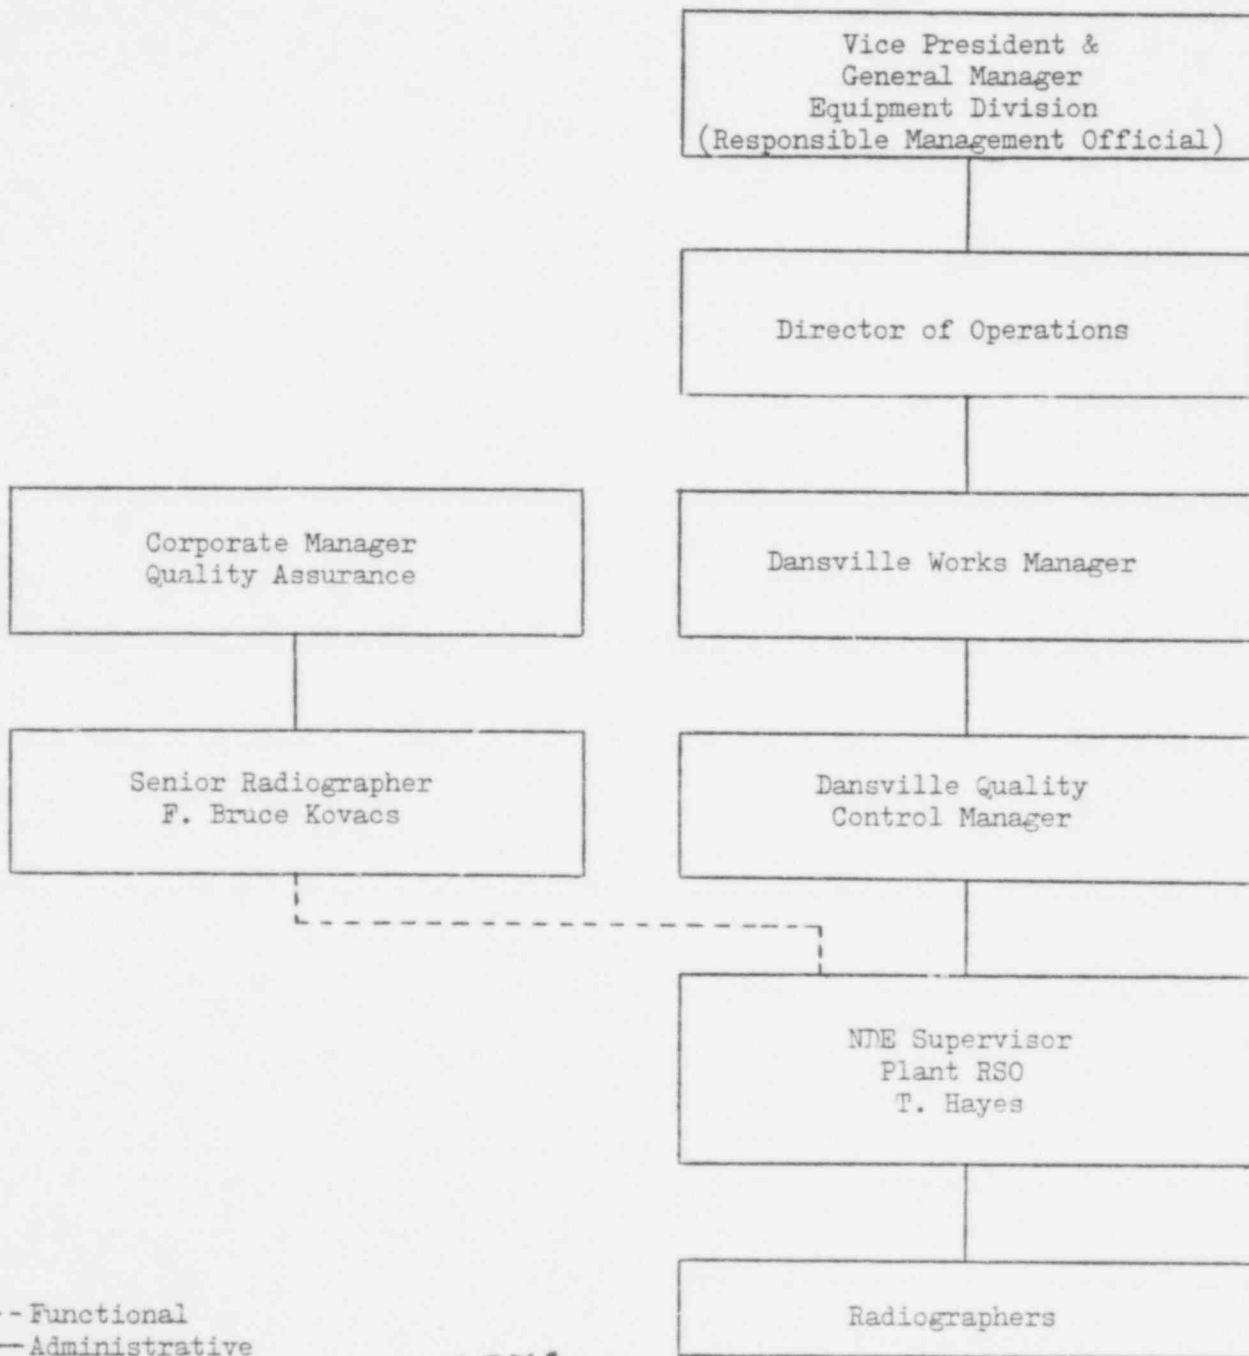 Vice President &
General Manager
Equipment Division
(Responsible Management Official)
Director of Operations
Corporate Manager
Quality Assurance
Dansville Works Manager
Senior Radiographer
F. Bruce Kovacs
Dansville Quality
Control Manager
NDE Supervisor
Plant RSO
T. Hayes
Radiographers
-- Functional
— Administrative